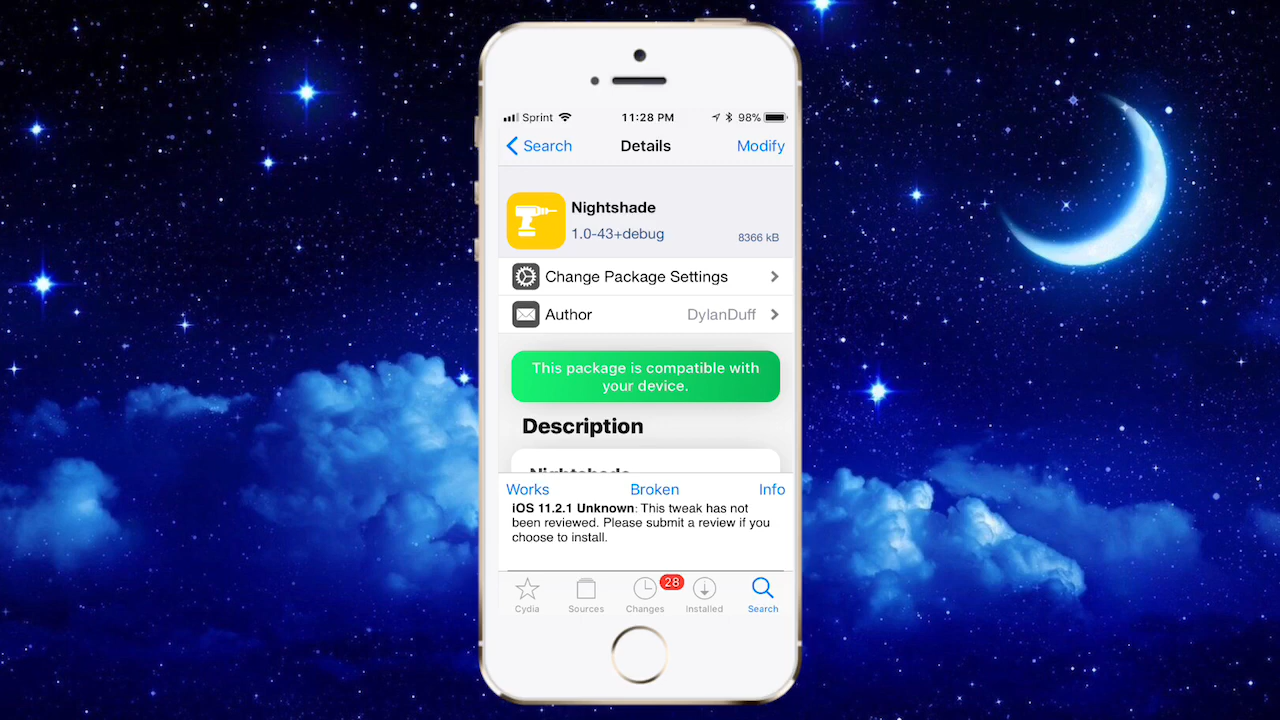 Sprint 11:28 PM 98%
Search Details Modify
Nightshade
1.0-43+debug 8366 kB
Change Package Settings
Author DylanDuff
This package is compatible with
your device.
Description
Nightshade
Works Broken Info
iOS 11.2.1 Unknown: This tweak has not
been reviewed. Please submit a review if you
choose to install.
28
Cydia Sources Changes Installed Search